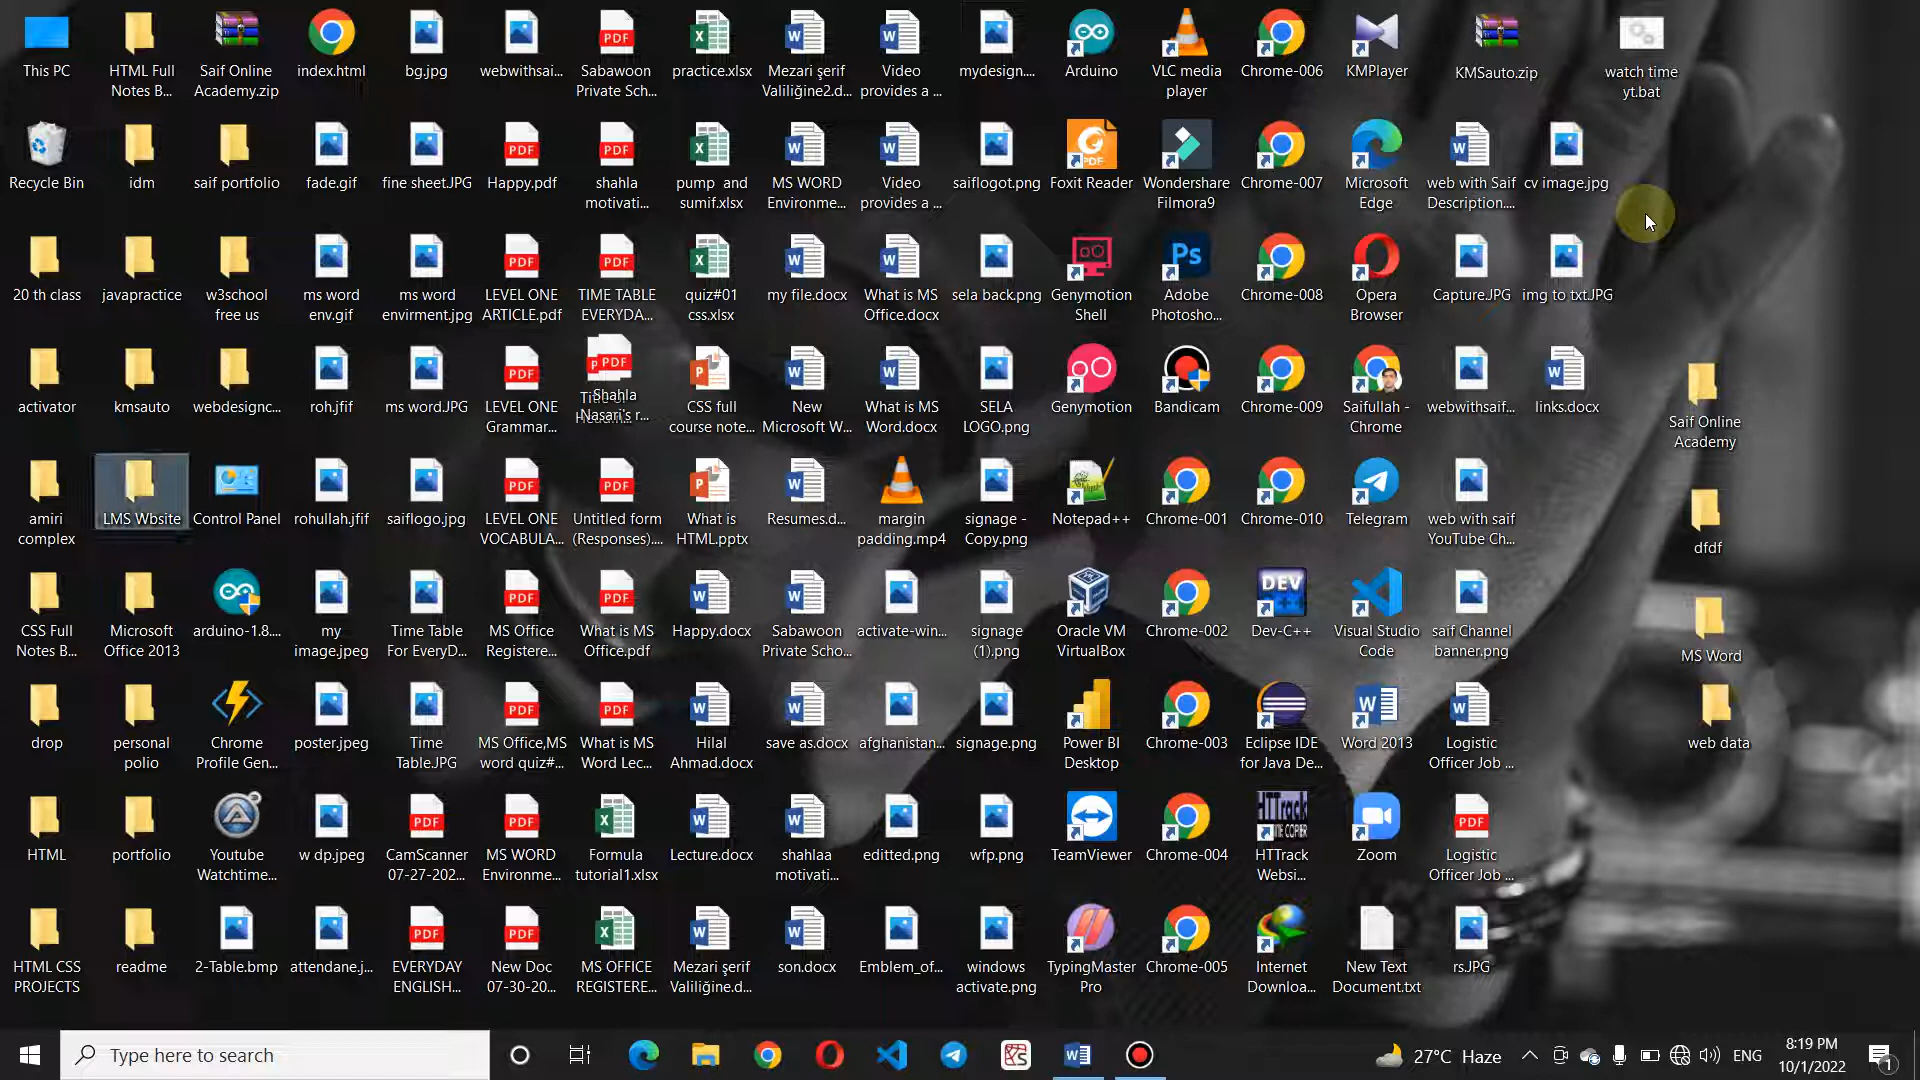 This PC
HTML Full
Notes B...
Saif Online
Academy.zip
index.html
bg.jpg
webwithsai...
Sabawoon
Private Sch...
practice.xlsx
Mezari şerif
Valiliğine2.d...
Video
provides a ...
mydesign....
Arduino
VLC media
player
Chrome-006
KMPlayer
KMSauto.zip
watch time
yt.bat
Recycle Bin
idm
saif portfolio
fade.gif
fine sheet.JPG
Happy.pdf
shahla
motivati...
pump and
sumif.xlsx
MS WORD
Environme...
Video
provides a ...
saiflogot.png
Foxit Reader
Wondershare
Filmora9
Chrome-007
Microsoft
Edge
web with Saif
Description....
cv image.jpg
20 th class
javapractice
w3school
free us
ms word
env.gif
ms word
envirment.jpg
LEVEL ONE
ARTICLE.pdf
TIME TABLE
EVERYDA...
quiz#01
css.xlsx
my file.docx
What is MS
Office.docx
sela back.png
Genymotion
Shell
Adobe
Photosho...
Chrome-008
Opera
Browser
Capture.JPG
img to txt.JPG
activator
kmsauto
webdesignc...
roh.jfif
ms word.JPG
LEVEL ONE
Grammar...
Shahla
Nasari's r...
CSS full
course note...
New
Microsoft W...
What is MS
Word.docx
SELA
LOGO.png
Genymotion
Bandicam
Chrome-009
Saifullah -
Chrome
webwithsaif...
links.docx
Saif Online
Academy
amiri
complex
LMS Wbsite
Control Panel
rohullah.jfif
saiflogo.jpg
LEVEL ONE
VOCABULA...
Untitled form
(Responses)....
What is
HTML.pptx
Resumes.d...
margin
padding.mp4
signage -
Copy.png
Notepad++
Chrome-001
Chrome-010
Telegram
web with saif
YouTube Ch...
dfdf
CSS Full
Notes B...
Microsoft
Office 2013
arduino-1.8....
my
image.jpeg
Time Table
For EveryD...
MS Office
Registere...
What is MS
Office.pdf
Happy.docx
Sabawoon
Private Scho...
activate-win...
signage
(1).png
Oracle VM
VirtualBox
Chrome-002
DEV
Dev-C++
Visual Studio
Code
saif Channel
banner.png
MS Word
drop
personal
polio
Chrome
Profile Gen...
poster.jpeg
Time
Table.JPG
MS Office,MS
word quiz#...
What is MS
Word Lec...
Hilal
Ahmad.docx
save as.docx
afghanistan...
signage.png
Power BI
Desktop
Chrome-003
Eclipse IDE
for Java De...
Word 2013
Logistic
Officer Job ...
web data
HTML
portfolio
Youtube
Watchtime...
w dp.jpeg
CamScanner
07-27-202...
MS WORD
Environme...
Formula
tutorial1.xlsx
Lecture.docx
shahlaa
motivati...
editted.png
wfp.png
TeamViewer
Chrome-004
HTTrack
Websi...
Zoom
Logistic
Officer Job ...
HTML CSS
PROJECTS
readme
2-Table.bmp
attendane.j...
EVERYDAY
ENGLISH...
New Doc
07-30-20...
MS OFFICE
REGISTERE...
Mezari şerif
Valiliğine.d...
son.docx
Emblem_of...
windows
activate.png
TypingMaster
Pro
Chrome-005
Internet
Downloa...
New Text
Document.txt
rs.JPG
Type here to search
27°C Haze
ENG
8:19 PM
10/1/2022
1